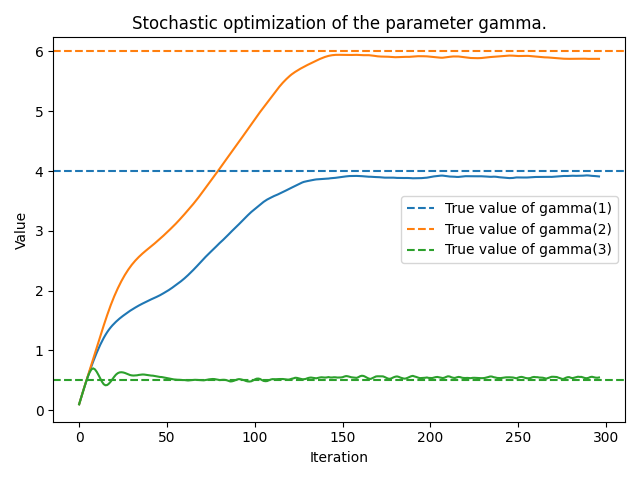 Stochastic optimization of the parameter gamma.
6
5
4
3
2
1
0
Value
True value of gamma(1)
True value of gamma(2)
True value of gamma(3)
0 50 100 150 200 250 300
Iteration